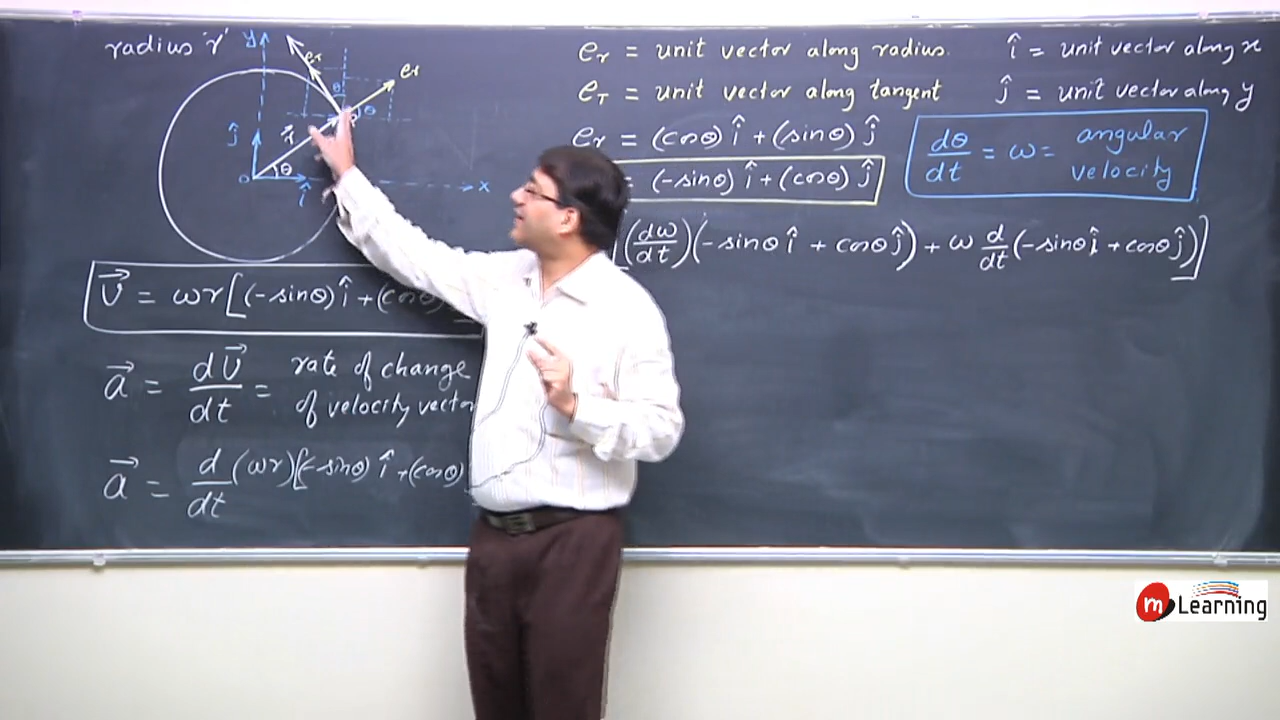 radius 'r'
y
e_T
e_r
θ
θ
ĵ
θ
O
x
î
e_r = unit vector along radius.
e_T = unit vector along tangent
î = unit vector along x
ĵ = unit vector along y
e_r = (cosθ) î + (sinθ) ĵ
= (-sinθ) î + (cosθ) ĵ
dθ/dt = ω = angular velocity
[(dω/dt)(-sinθ î + cosθ ĵ) + ω d/dt(-sinθ î + cosθ ĵ)]
v⃗ = ωr[(-sinθ) î + (cosθ)
a⃗ = dv⃗/dt = rate of change
of velocity vector
a⃗ = d/dt (ωr)[(-sinθ) î + (cosθ)
m Learning